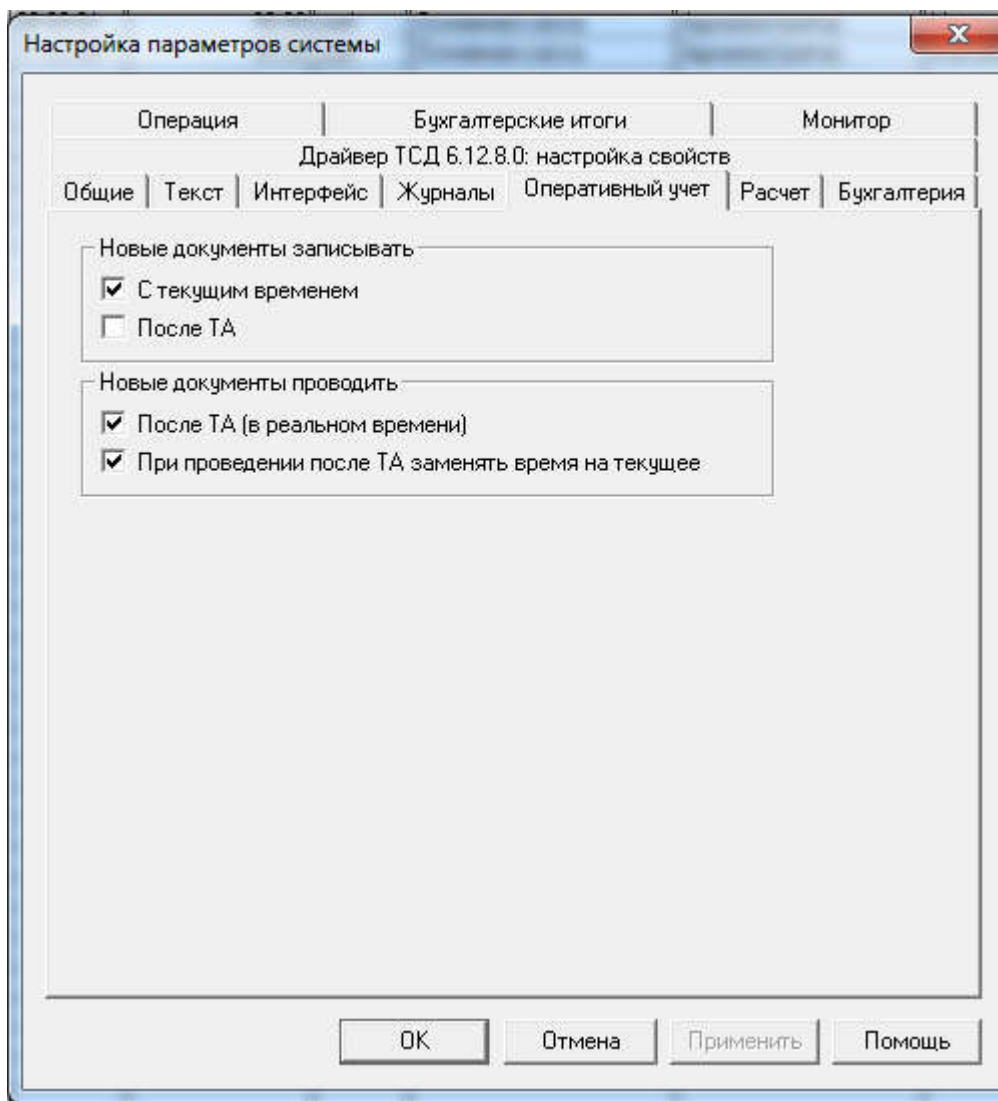 Настройка параметров системы
Операция
Бухгалтерские итоги
Монитор
Драйвер ТСД 6.12.8.0: настройка свойств
Общие
Текст
Интерфейс
Журналы
Оперативный учет
Расчет
Бухгалтерия
Новые документы записывать
С текущим временем
После ТА
Новые документы проводить
После ТА (в реальном времени)
При проведении после ТА заменять время на текущее
ОК
Отмена
Применить
Помощь